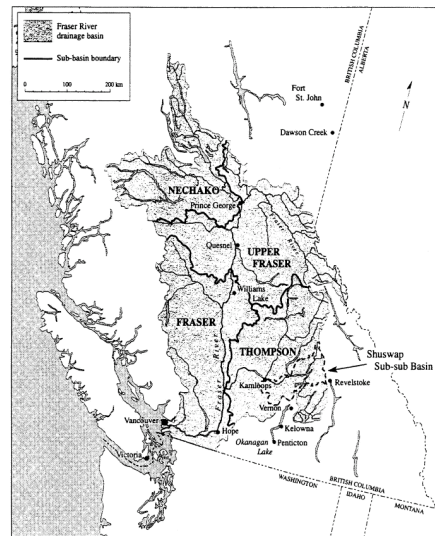 Fraser River
drainage basin
Sub-basin boundary
0 100 200 km
BRITISH COLUMBIA
ALBERTA
N
Fort
St. John
Dawson Creek
NECHAKO
Prince George
Fraser River
Quesnel
UPPER
FRASER
Williams
Lake
FRASER
Fraser River
THOMPSON
Shuswap
Sub-sub Basin
Kamloops
Revelstoke
Vernon
Vancouver
Kelowna
Hope
Okanagan
Lake
Penticton
Victoria
BRITISH COLUMBIA
WASHINGTON
IDAHO
MONTANA